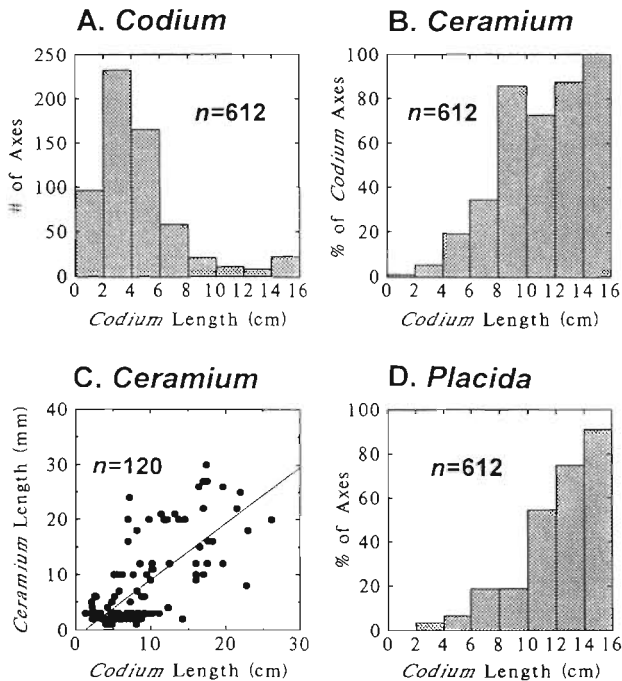 A. Codium
250
200
150
100
50
0
# of Axes
n=612
0 2 4 6 8 10 12 14 16
Codium Length (cm)
B. Ceramium
100
80
60
40
20
0
% of Codium Axes
n=612
0 2 4 6 8 10 12 14 16
Codium Length (cm)
C. Ceramium
40
30
20
10
0
Ceramium Length (mm)
n=120
0 10 20 30
Codium Length (cm)
D. Placida
100
80
60
40
20
0
% of Axes
n=612
0 2 4 6 8 10 12 14 16
Codium Length (cm)